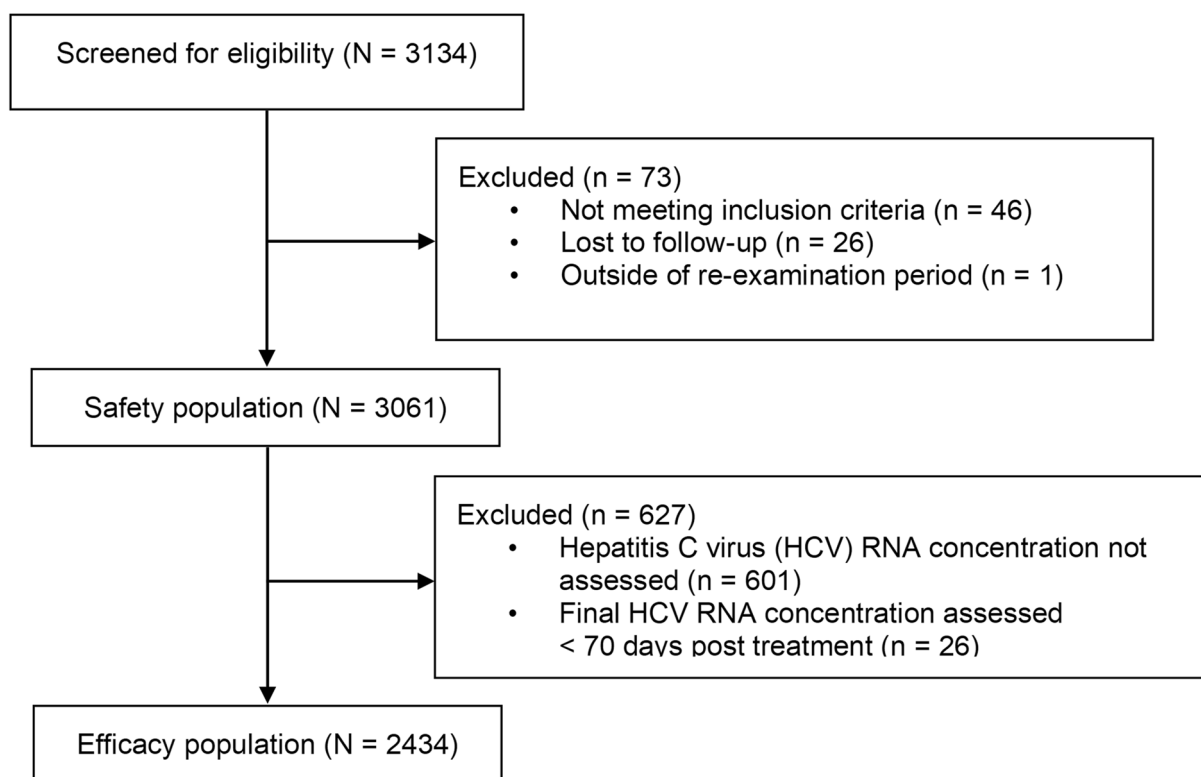 Screened for eligibility (N = 3134)
Excluded (n = 73)
• Not meeting inclusion criteria (n = 46)
• Lost to follow-up (n = 26)
• Outside of re-examination period (n = 1)
Safety population (N = 3061)
Excluded (n = 627)
• Hepatitis C virus (HCV) RNA concentration not
assessed (n = 601)
• Final HCV RNA concentration assessed
< 70 days post treatment (n = 26)
Efficacy population (N = 2434)